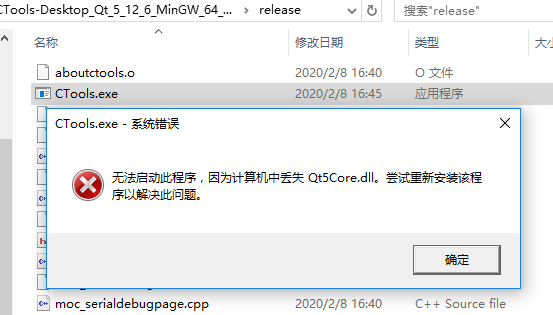 CTools-Desktop_Qt_5_12_6_MinGW_64_... release 搜索"release"
名称 修改日期 类型 大小
aboutctools.o 2020/2/8 16:40 O 文件
CTools.exe 2020/2/8 16:45 应用程序
CTools.exe - 系统错误
无法启动此程序，因为计算机中丢失 Qt5Core.dll。尝试重新安装该程
序以解决此问题。
确定
moc_serialdebugpage.cpp 2020/2/8 16:40 C++ Source file